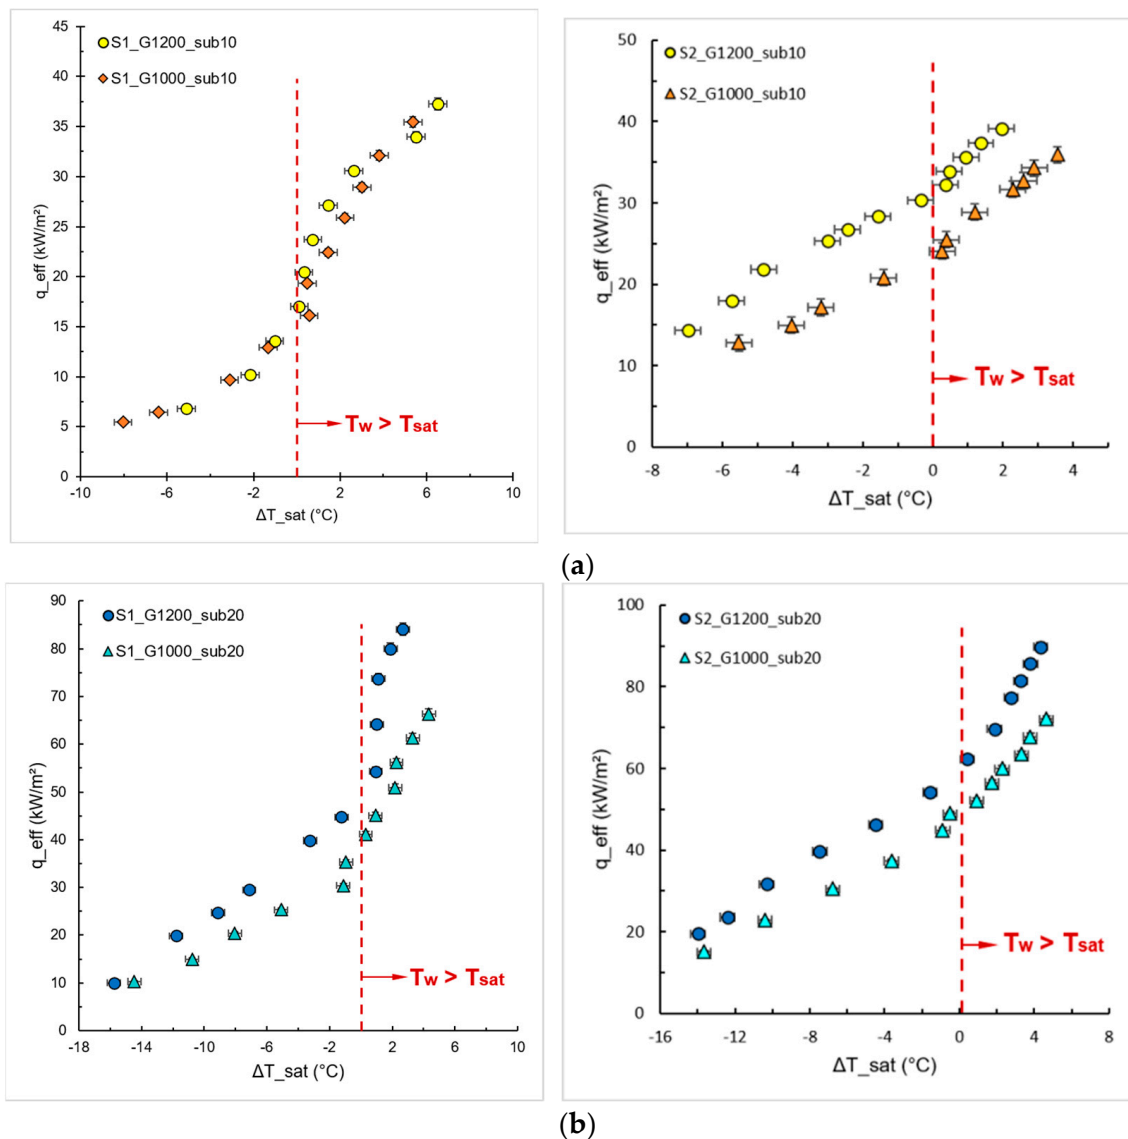 S1_G1200_sub10
S1_G1000_sub10
45
40
35
30
25
20
15
10
5
0
q_eff (kW/m²)
Tw > Tsat
-10 -6 -2 2 6 10
ΔT_sat (°C)
S2_G1200_sub10
S2_G1000_sub10
50
40
30
20
10
0
q_eff (kW/m²)
Tw > Tsat
-8 -6 -4 -2 0 2 4
ΔT_sat (°C)
(a)
S1_G1200_sub20
S1_G1000_sub20
90
80
70
60
50
40
30
20
10
0
q_eff (kW/m²)
Tw > Tsat
-18 -14 -10 -6 -2 2 6 10
ΔT_sat (°C)
S2_G1200_sub20
S2_G1000_sub20
100
80
60
40
20
0
q_eff (kW/m²)
Tw > Tsat
-16 -12 -8 -4 0 4 8
ΔT_sat (°C)
(b)